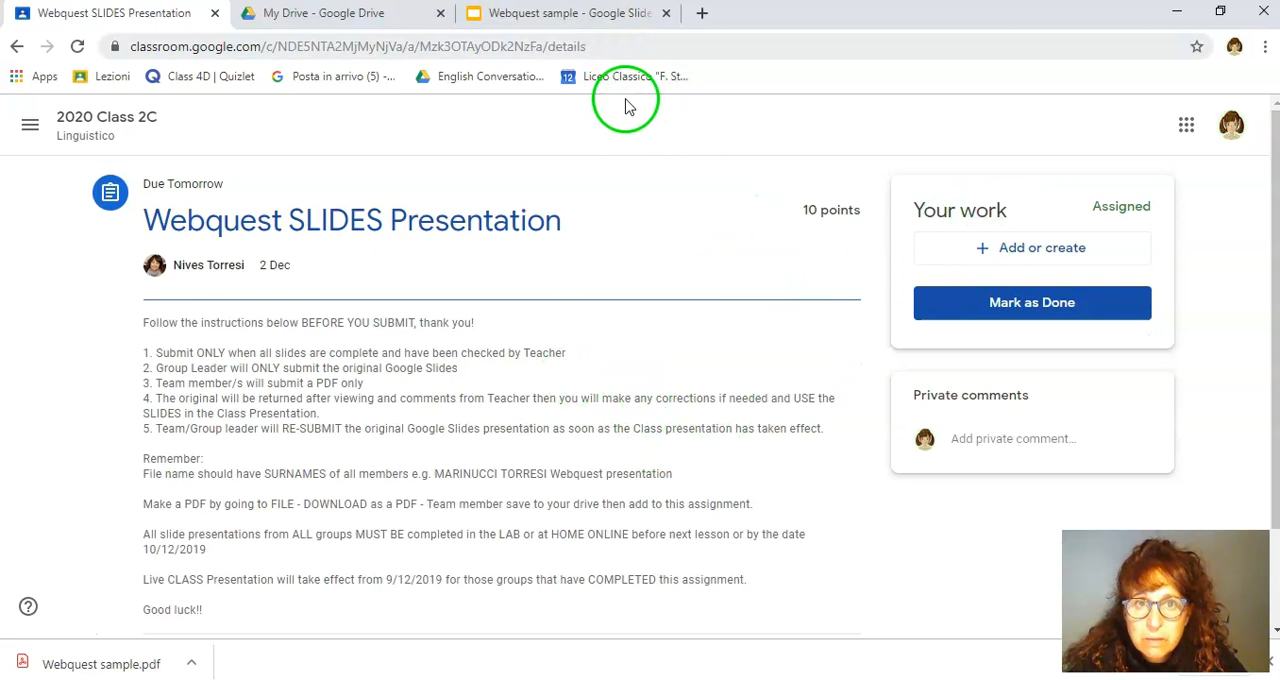 Webquest SLIDES Presentation
My Drive - Google Drive
Webquest sample - Google Slide
classroom.google.com/c/NDE5NTA2MjMyNjVa/a/Mzk3OTAyODk2NzFa/details
Apps
Lezioni
Class 4D | Quizlet
Posta in arrivo (5) -...
English Conversatio...
12
Liceo Classico "F. St...
2020 Class 2C
Linguistico
Due Tomorrow
Webquest SLIDES Presentation
10 points
Nives Torresi 2 Dec
Follow the instructions below BEFORE YOU SUBMIT, thank you!
1. Submit ONLY when all slides are complete and have been checked by Teacher
2. Group Leader will ONLY submit the original Google Slides
3. Team member/s will submit a PDF only
4. The original will be returned after viewing and comments from Teacher then you will make any corrections if needed and USE the
SLIDES in the Class Presentation.
5. Team/Group leader will RE-SUBMIT the original Google Slides presentation as soon as the Class presentation has taken effect.
Remember:
File name should have SURNAMES of all members e.g. MARINUCCI TORRESI Webquest presentation
Make a PDF by going to FILE - DOWNLOAD as a PDF - Team member save to your drive then add to this assignment.
All slide presentations from ALL groups MUST BE completed in the LAB or at HOME ONLINE before next lesson or by the date
10/12/2019
Live CLASS Presentation will take effect from 9/12/2019 for those groups that have COMPLETED this assignment.
Good luck!!
Your work
Assigned
+ Add or create
Mark as Done
Private comments
Add private comment...
Webquest sample.pdf